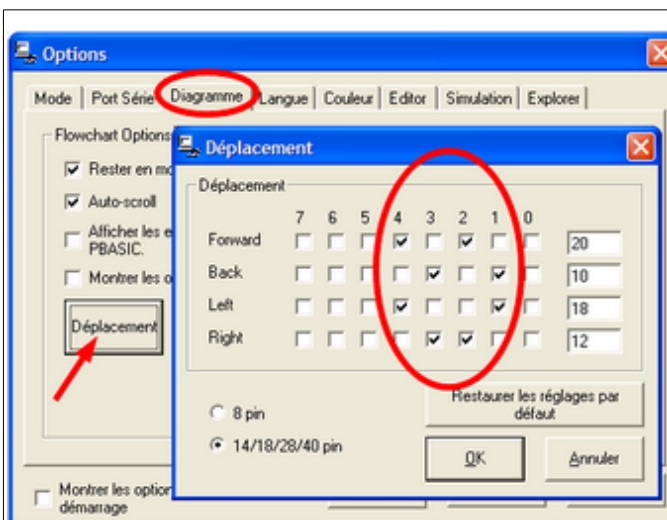 Options
Mode Port Série Diagramme Langue Couleur Editor Simulation Explorer
Flowchart Options
Déplacement
Rester en mo
Auto-scroll
Afficher les e
PBASIC.
Montrer les o
Déplacement
Déplacement
7 6 5 4 3 2 1 0
Forward 20
Back 10
Left 18
Right 12
8 pin
14/18/28/40 pin
Restaurer les réglages par
défaut
OK Annuler
Montrer les option
démarrage